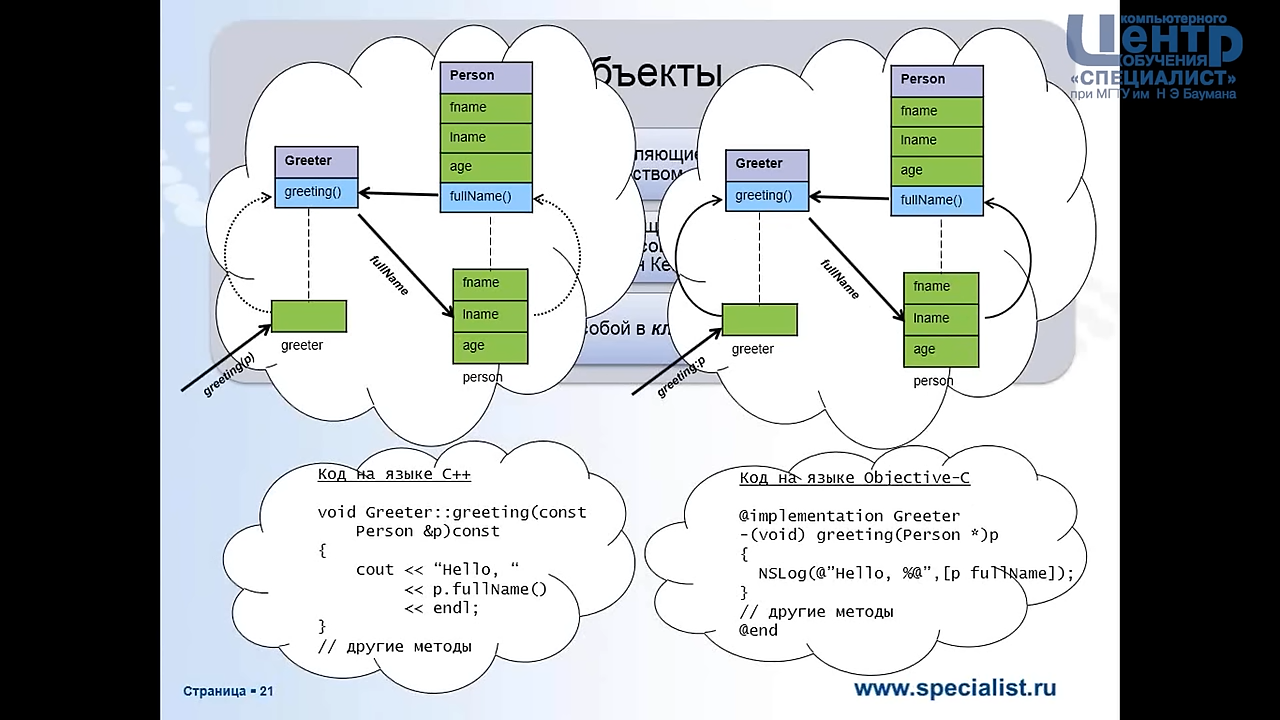 компьютерного
Центр
ОБУЧЕНИЯ
«СПЕЦИАЛИСТ»
при МГТУ им Н Э Баумана
бъекты
ляющие
ством
собой в
Person
fname
lname
age
fullName()
Greeter
greeting()
fullName
fname
lname
age
person
greeter
greeting(p)
Person
fname
lname
age
fullName()
Greeter
greeting()
fullName
fname
lname
age
person
greeter
greeting:p
Код на языке C++
void Greeter::greeting(const
Person &p)const
{
cout << “Hello, “
<< p.fullName()
<< endl;
}
// другие методы
Код на языке Objective-C
@implementation Greeter
-(void) greeting(Person *)p
{
NSLog(@”Hello, %@”,[p fullName]);
}
// другие методы
@end
Страница ▪ 21
www.specialist.ru